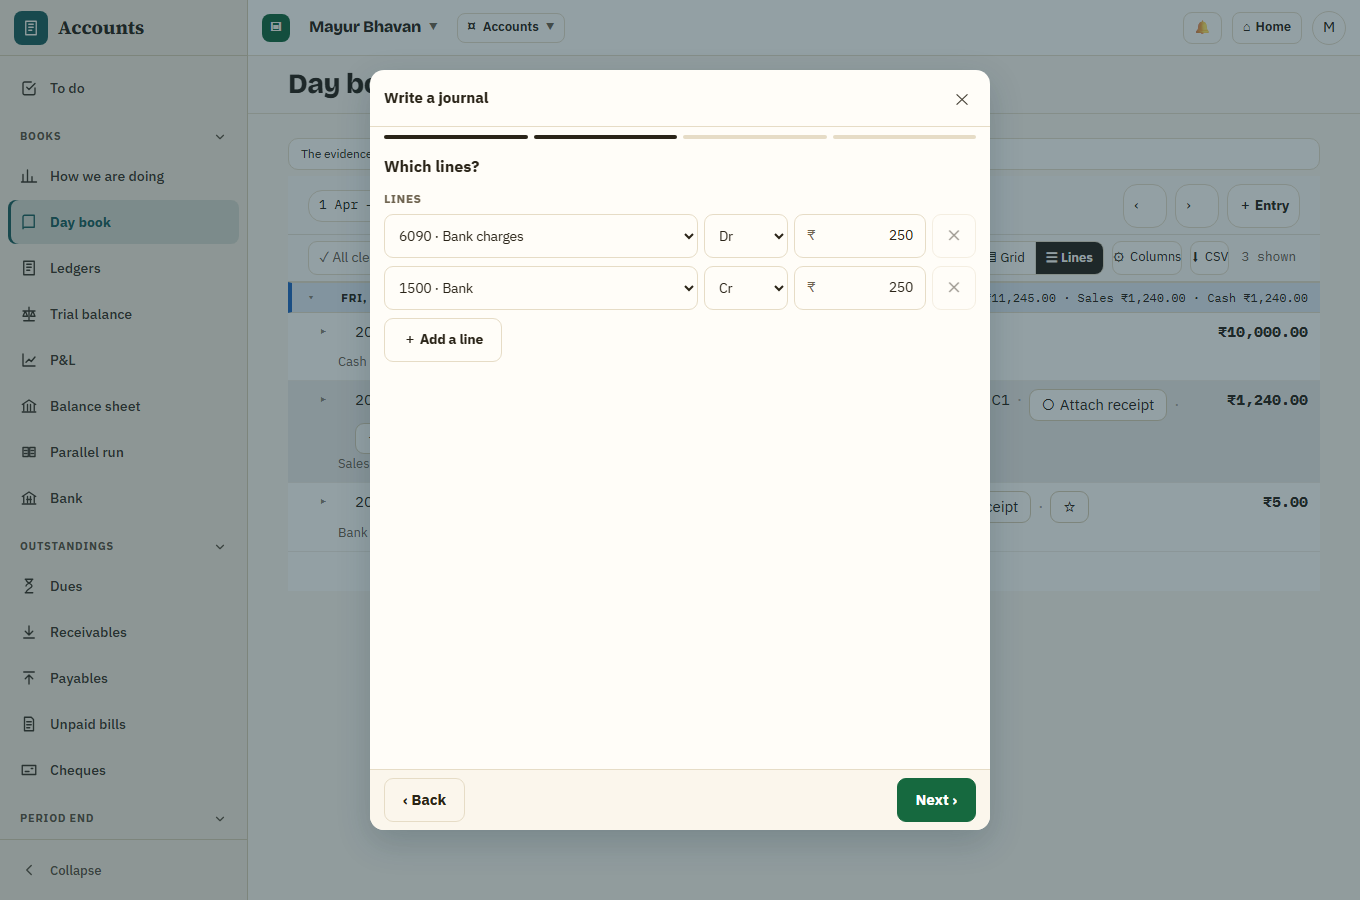 Accounts
Mayur Bhavan ▼
¤ Accounts ▼
⌂ Home
M
To do
BOOKS
How we are doing
Day book
Ledgers
Trial balance
P&L
Balance sheet
Parallel run
Bank
OUTSTANDINGS
Dues
Receivables
Payables
Unpaid bills
Cheques
PERIOD END
Collapse
Day bo
The evidence
1 Apr -
‹
›
+ Entry
✓ All cle
Grid
Lines
Columns
CSV
3 shown
FRI,
11,245.00 · Sales ₹1,240.00 · Cash ₹1,240.00
20
₹10,000.00
Cash
20
C1 ·
Attach receipt
·
₹1,240.00
Sales
20
ceipt
·
☆
₹5.00
Bank
Write a journal
Which lines?
LINES
6090 · Bank charges
Dr
₹
250
1500 · Bank
Cr
₹
250
+ Add a line
‹ Back
Next ›